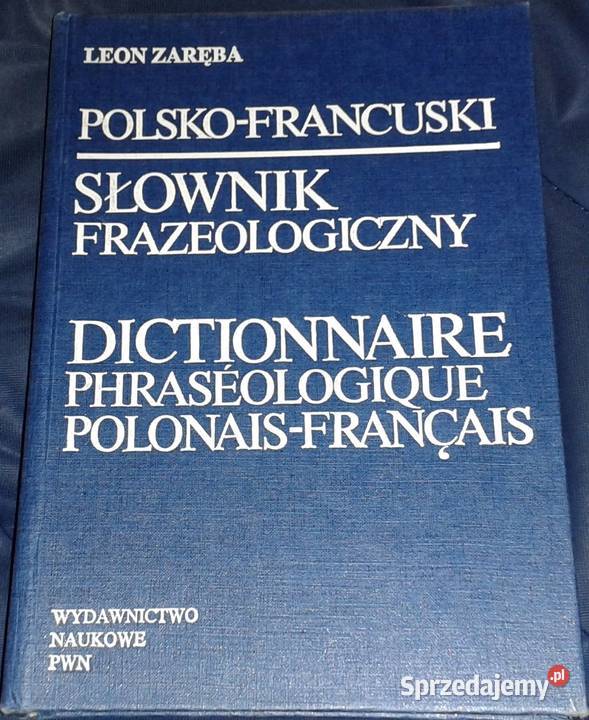 LEON ZARĘBA
POLSKO-FRANCUSKI
SŁOWNIK
FRAZEOLOGICZNY
DICTIONNAIRE
PHRASÉOLOGIQUE
POLONAIS-FRANÇAIS
WYDAWNICTWO
NAUKOWE
PWN
Sprzedajemy.pl